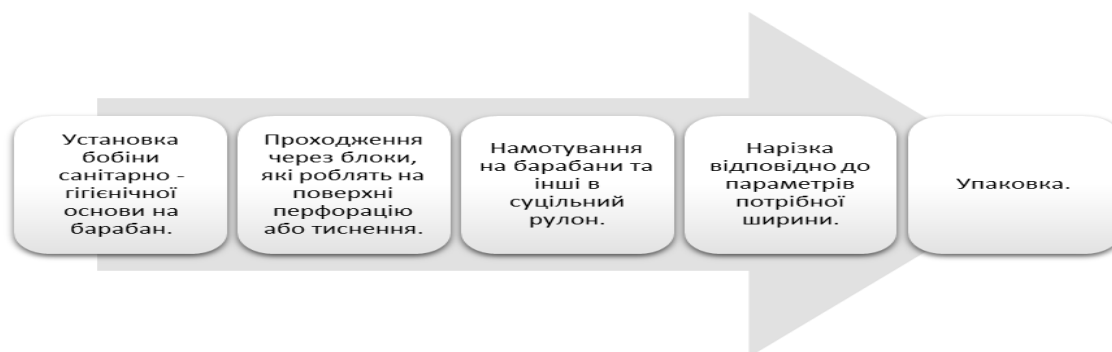 Установка
бобіни
санітарно -
гігієнічної
основи на
барабан.
Проходження
через блоки,
які роблять на
поверхні
перфорацію
або тиснення.
Намотування
на барабани та
інші в
суцільний
рулон.
Нарізка
відповідно до
параметрів
потрібної
ширини.
Упаковка.